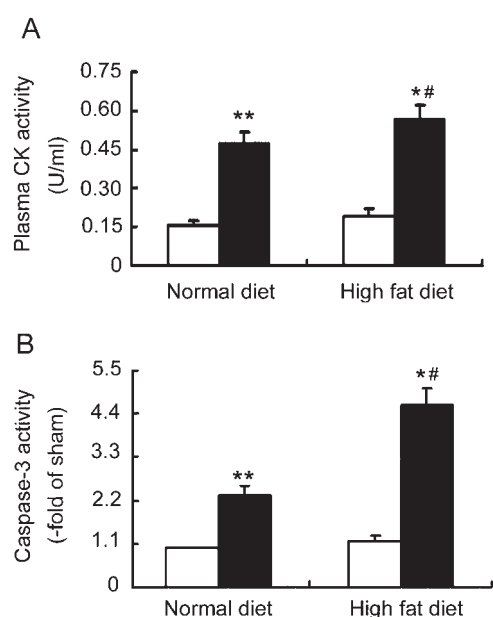 A
Plasma CK activity
(U/ml)
0.75
0.60
0.45
0.30
0.15
0
**
*#
Normal diet
High fat diet
B
Caspase-3 activity
(-fold of sham)
5.5
4.4
3.3
2.2
1.1
0
**
*#
Normal diet
High fat diet